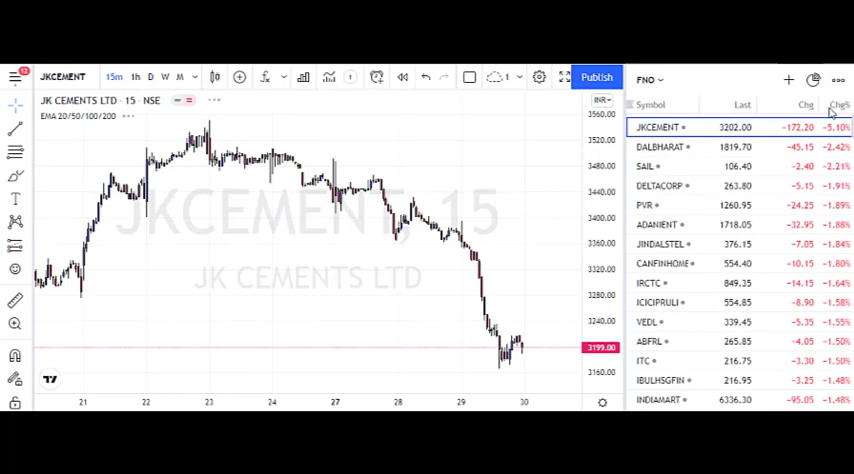 12 JKCEMENT 15m 1h D W M 1 1 Publish FNO
JK CEMENTS LTD · 15 · NSE INR
EMA 20/50/100/200
Symbol Last Chg Chg%
JKCEMENT 3202.00 −172.20 −5.10%
DALBHARAT 1819.70 −45.15 −2.42%
SAIL 106.40 −2.40 −2.21%
DELTACORP 263.80 −5.15 −1.91%
PVR 1260.95 −24.25 −1.89%
ADANIENT 1718.05 −32.95 −1.88%
JINDALSTEL 376.15 −7.05 −1.84%
CANFINHOME 554.40 −10.15 −1.80%
IRCTC 849.35 −14.15 −1.64%
ICICIPRULI 554.85 −8.90 −1.58%
VEDL 339.45 −5.35 −1.55%
ABFRL 265.85 −4.05 −1.50%
ITC 216.75 −3.30 −1.50%
IBULHSGFIN 216.95 −3.25 −1.48%
INDIAMART 6336.30 −95.05 −1.48%
3560.00
3520.00
3480.00
3440.00
3400.00
3360.00
3320.00
3280.00
3240.00
3199.00
3160.00
JKCEMENT, 15
JK CEMENTS LTD
21 22 23 24 27 28 29 30